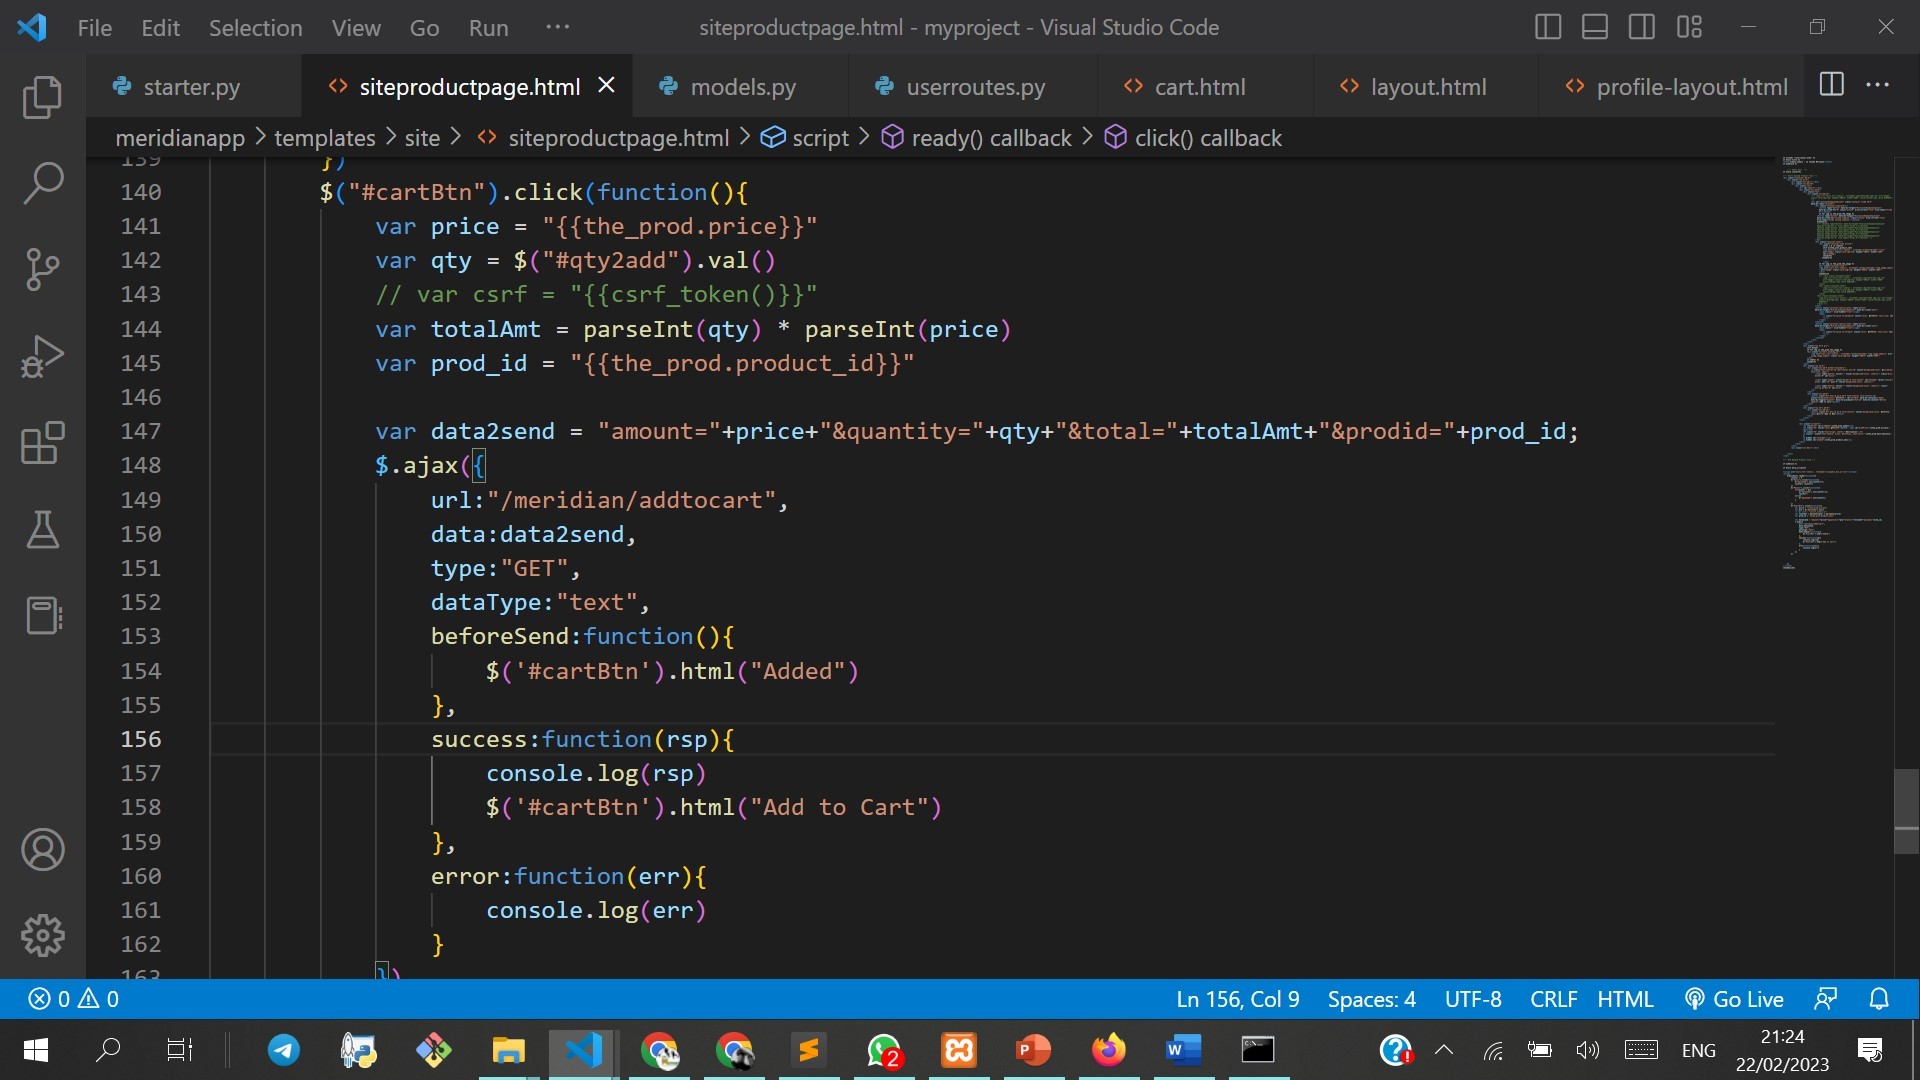 File Edit Selection View Go Run ··· siteproductpage.html - myproject - Visual Studio Code
starter.py siteproductpage.html models.py userroutes.py cart.html layout.html profile-layout.html
meridianapp > templates > site > siteproductpage.html > script > ready() callback > click() callback
139 })
140 $("#cartBtn").click(function(){
141 var price = "{{the_prod.price}}"
142 var qty = $("#qty2add").val()
143 // var csrf = "{{csrf_token()}}"
144 var totalAmt = parseInt(qty) * parseInt(price)
145 var prod_id = "{{the_prod.product_id}}"
146
147 var data2send = "amount="+price+"&quantity="+qty+"&total="+totalAmt+"&prodid="+prod_id;
148 $.ajax({
149 url:"/meridian/addtocart",
150 data:data2send,
151 type:"GET",
152 dataType:"text",
153 beforeSend:function(){
154 $('#cartBtn').html("Added")
155 },
156 success:function(rsp){
157 console.log(rsp)
158 $('#cartBtn').html("Add to Cart")
159 },
160 error:function(err){
161 console.log(err)
162 }
163 })
0 0 Ln 156, Col 9 Spaces: 4 UTF-8 CRLF HTML Go Live
2 ENG 21:24
22/02/2023